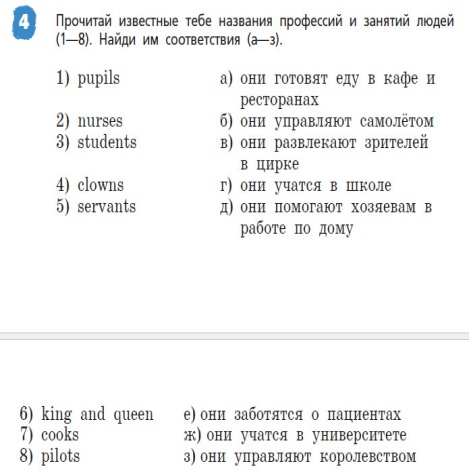 4 Прочитай известные тебе названия профессий и занятий людей
(1—8). Найди им соответствия (а—з).
1) pupils а) они готовят еду в кафе и
ресторанах
2) nurses б) они управляют самолётом
3) students в) они развлекают зрителей
в цирке
4) clowns г) они учатся в школе
5) servants д) они помогают хозяевам в
работе по дому
6) king and queen е) они заботятся о пациентах
7) cooks ж) они учатся в университете
8) pilots з) они управляют королевством